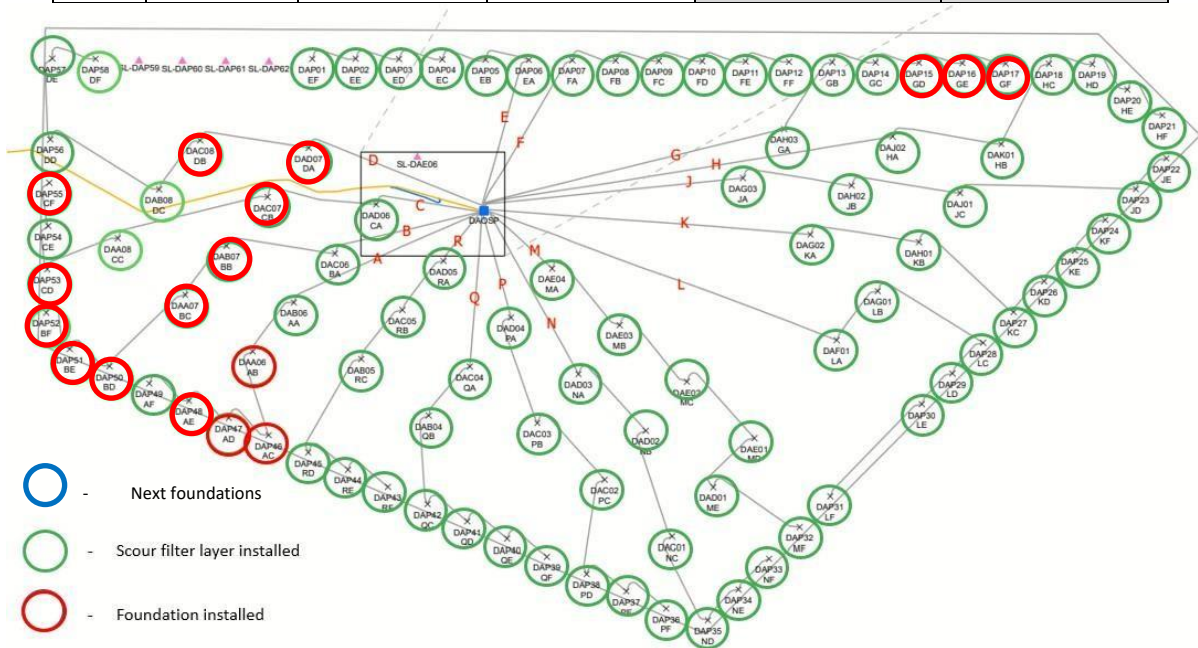 DAP57
DE
DAP58
DF
SL-DAP59
SL-DAP60
SL-DAP61
SL-DAP62
DAP01
EF
DAP02
EE
DAP03
ED
DAP04
EC
DAP05
EB
DAP06
EA
DAP07
FA
DAP08
FB
DAP09
FC
DAP10
FD
DAP11
FE
DAP12
FF
DAP13
GB
DAP14
GC
DAP15
GD
DAP16
GE
DAP17
GF
DAP18
HC
DAP19
HD
DAP20
HE
DAP21
HF
E
F
DAP56
DD
DAC08
DB
DAD07
DA
D
SL-DAE06
G
H
J
DAH03
GA
DAJ02
HA
DAK01
HB
DAP22
JE
DAP55
CF
DAB08
DC
DAC07
CB
DAD06
CA
C
B
DAOSP
DAG03
JA
DAH02
JB
DAJ01
JC
DAP23
JD
K
DAP54
CE
DAA08
CC
DAB07
BB
DAC06
BA
A
R
DAD05
RA
M
DAE04
MA
DAG02
KA
DAH01
KB
DAP24
KF
DAP25
KE
DAP53
CD
DAA07
BC
DAB06
AA
Q
P
N
L
DAG01
LB
DAP26
KD
DAP52
BF
DAC05
RB
DAD04
PA
DAE03
MB
DAF01
LA
DAP27
KC
DAP51
BE
DAP50
BD
DAA06
AB
DAB05
RC
DAC04
QA
DAD03
NA
DAE02
MC
DAP28
LC
DAP29
LD
DAP49
AF
DAP48
AE
DAP47
AD
DAP46
AC
DAB04
QB
DAC03
PB
DAD02
NB
DAE01
MD
DAP30
LE
DAP45
RD
DAP44
RE
DAP43
RF
DAP42
QC
DAP41
QD
DAP40
QE
DAP39
QF
DAP38
PD
DAP37
PE
DAP36
PF
DAP35
ND
DAC02
PC
DAD01
ME
DAC01
NC
DAP31
LF
DAP32
MF
DAP33
NF
DAP34
NE
- Next foundations
- Scour filter layer installed
- Foundation installed